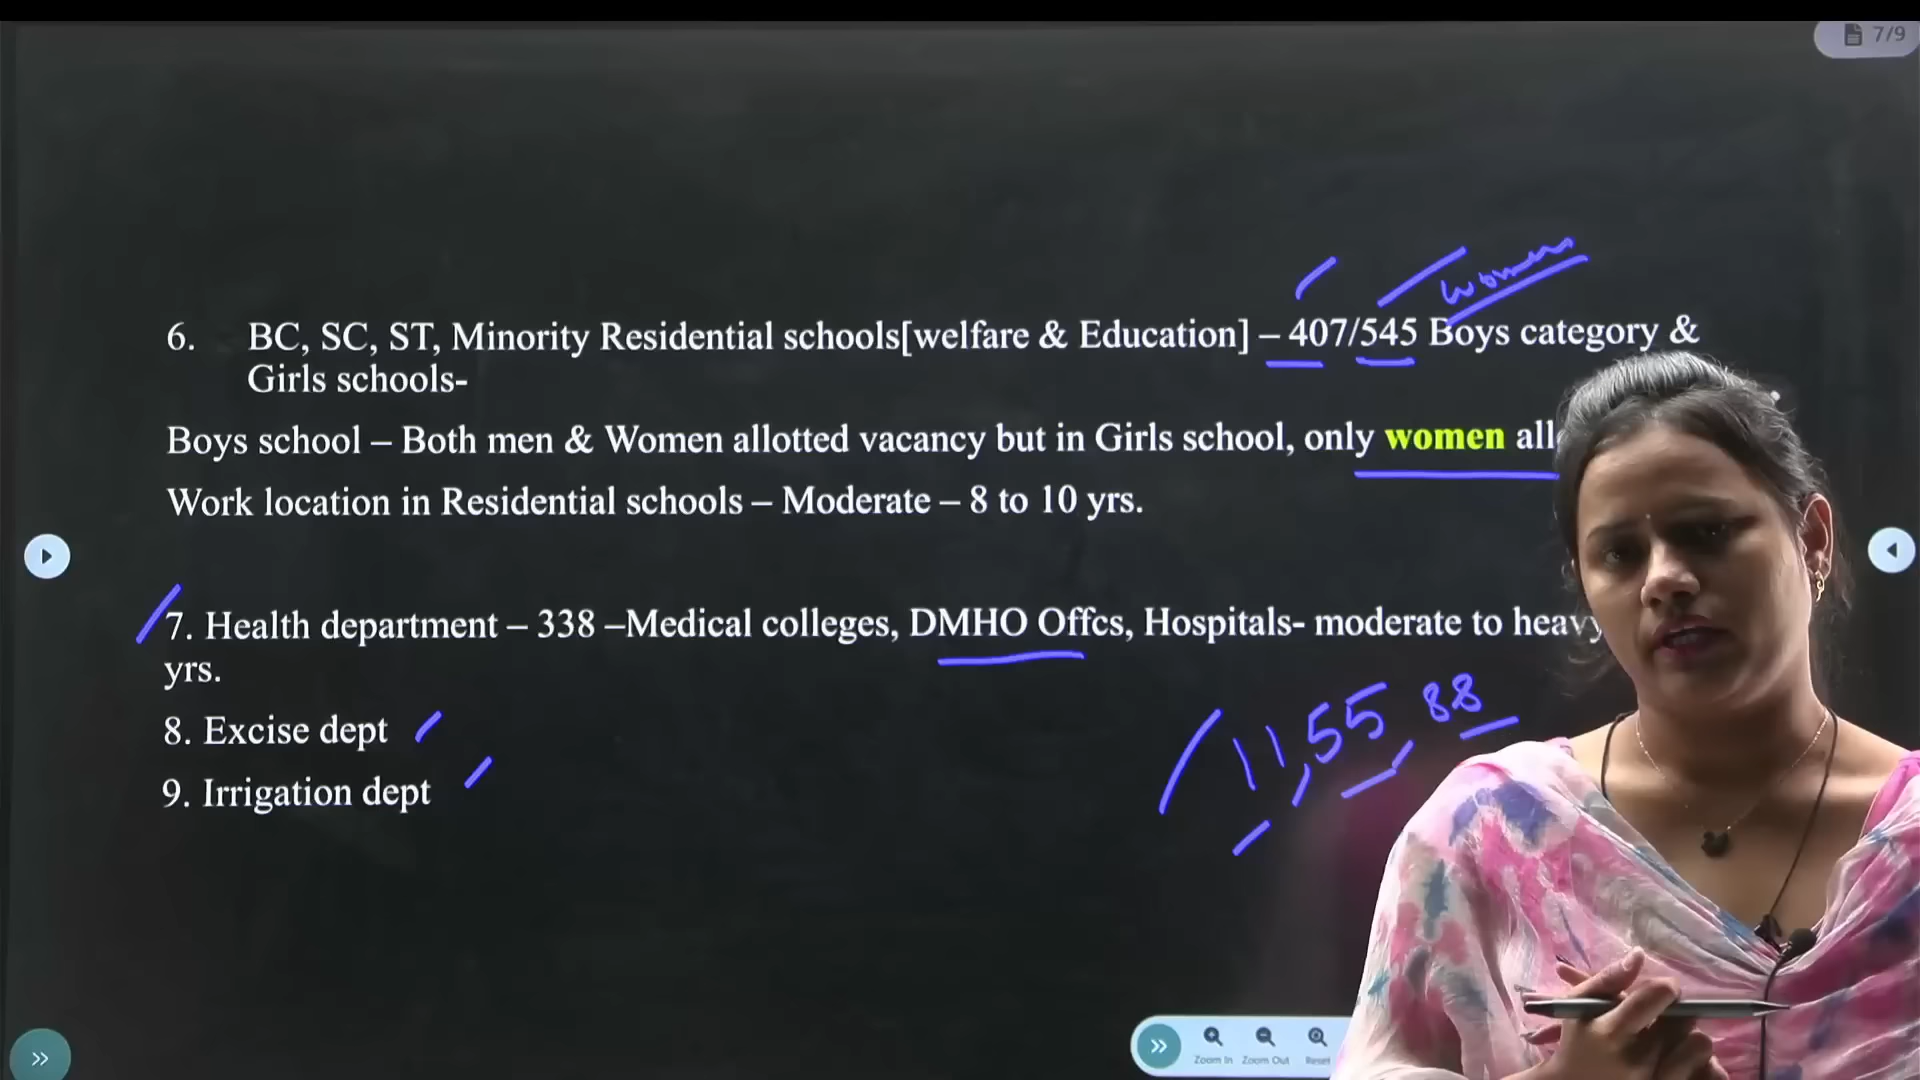 7/9
women
6. BC, SC, ST, Minority Residential schools[welfare & Education] – 407/545 Boys category &
Girls schools-
Boys school – Both men & Women allotted vacancy but in Girls school, only women
Work location in Residential schools – Moderate – 8 to 10 yrs.
7. Health department – 338 –Medical colleges, DMHO Offcs, Hospitals- moderate to heavy
yrs.
11,55 88
8. Excise dept
9. Irrigation dept
Zoom In Zoom Out Reset